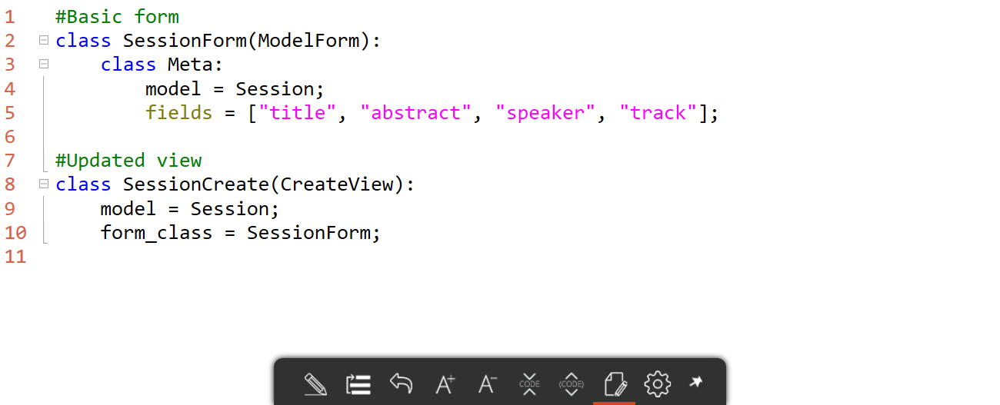 1 #Basic form
2 class SessionForm(ModelForm):
3     class Meta:
4         model = Session;
5         fields = ["title", "abstract", "speaker", "track"];
6
7 #Updated view
8 class SessionCreate(CreateView):
9     model = Session;
10     form_class = SessionForm;
11
A+ A- CODE (CODE)